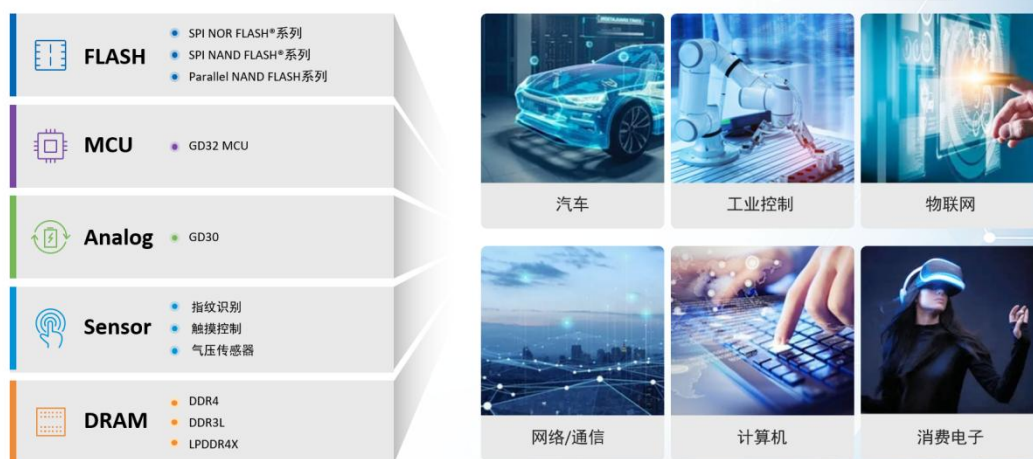 FLASH
SPI NOR FLASH®系列
SPI NAND FLASH®系列
Parallel NAND FLASH系列
MCU
GD32 MCU
Analog
GD30
Sensor
指纹识别
触摸控制
气压传感器
DRAM
DDR4
DDR3L
LPDDR4X
汽车
工业控制
物联网
网络/通信
计算机
消费电子